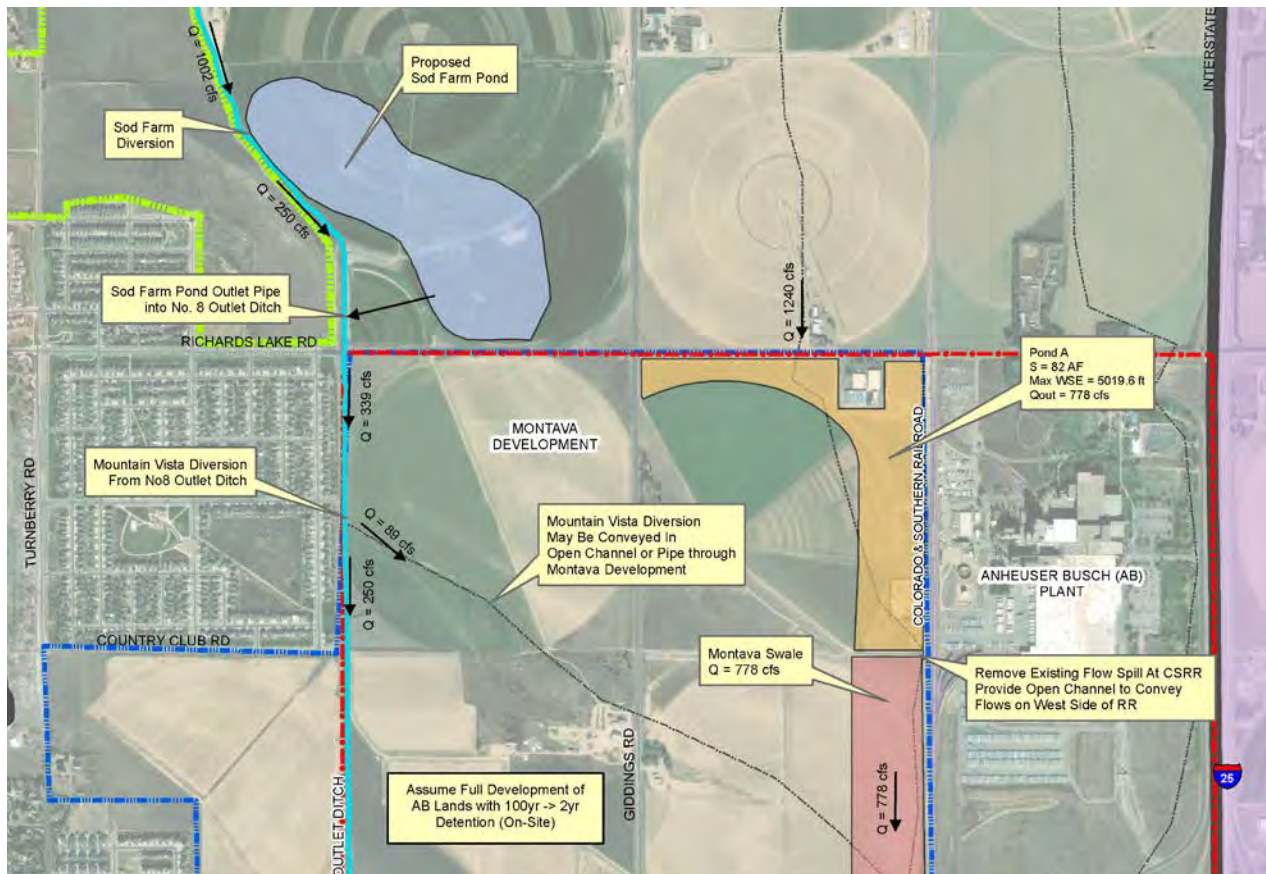 Q = 1002 cfs
Proposed
Sod Farm Pond
Sod Farm
Diversion
Q = 250 cfs
Sod Farm Pond Outlet Pipe
into No. 8 Outlet Ditch
RICHARDS LAKE RD
Q = 1240 cfs
INTERSTATE
Pond A
S = 82 AF
Max WSE = 5019.6 ft
Qout = 778 cfs
Q = 339 cfs
MONTAVA
DEVELOPMENT
TURNBERRY RD
Mountain Vista Diversion
From No8 Outlet Ditch
Q = 89 cfs
Q = 250 cfs
Mountain Vista Diversion
May Be Conveyed In
Open Channel or Pipe through
Montava Development
COLORADO & SOUTHERN RAILROAD
ANHEUSER BUSCH (AB)
PLANT
COUNTRY CLUB RD
Montava Swale
Q = 778 cfs
Remove Existing Flow Spill At CSRR
Provide Open Channel to Convey
Flows on West Side of RR
OUTLET DITCH
Assume Full Development of
AB Lands with 100yr -> 2yr
Detention (On-Site)
GIDDINGS RD
Q = 778 cfs
25